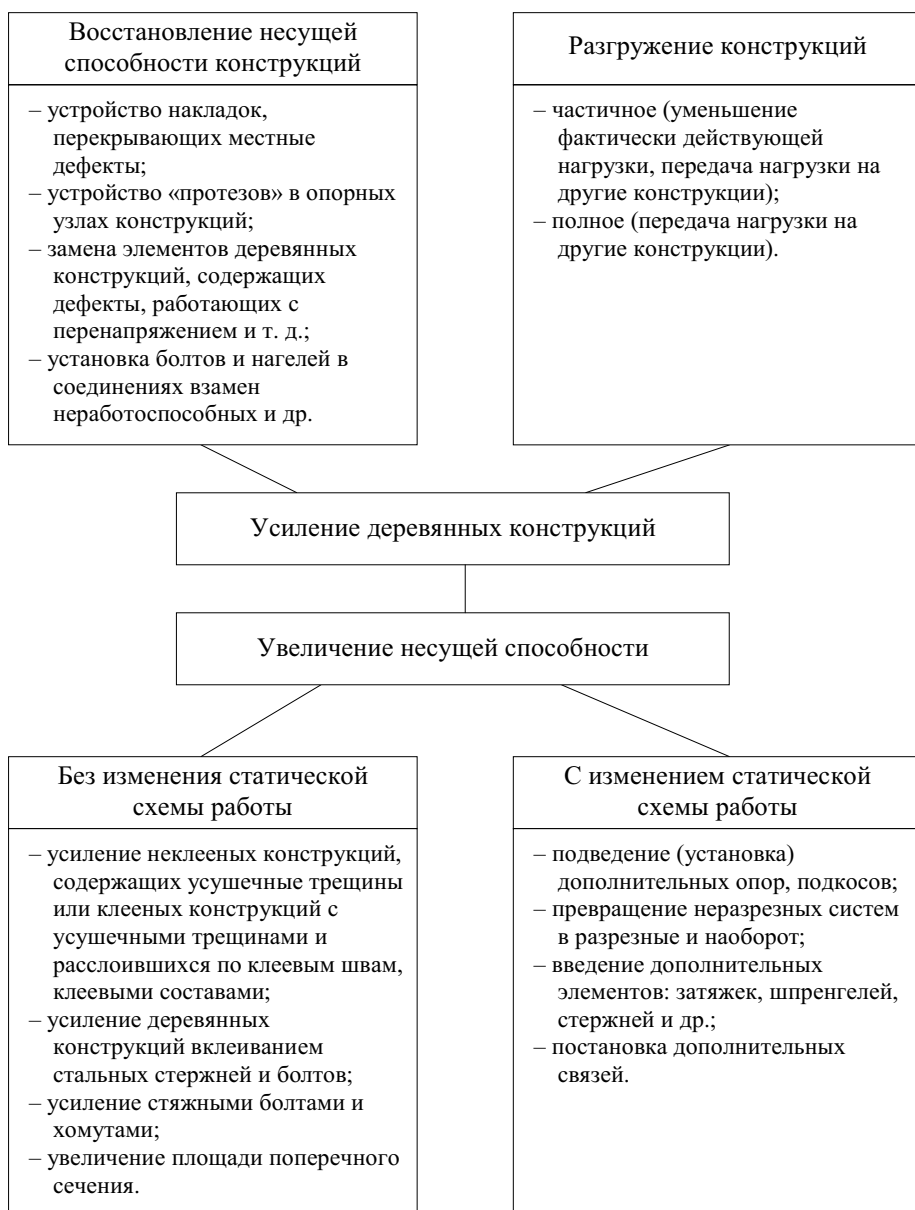 Восстановление несущей
способности конструкций
– устройство накладок,
перекрывающих местные
дефекты;
– устройство «протезов» в опорных
узлах конструкций;
– замена элементов деревянных
конструкций, содержащих
дефекты, работающих с
перенапряжением и т. д.;
– установка болтов и нагелей в
соединениях взамен
неработоспособных и др.
Разгружение конструкций
– частичное (уменьшение
фактически действующей
нагрузки, передача нагрузки на
другие конструкции);
– полное (передача нагрузки на
другие конструкции).
Усиление деревянных конструкций
Увеличение несущей способности
Без изменения статической
схемы работы
– усиление неклееных конструкций,
содержащих усушечные трещины
или клееных конструкций с
усушечными трещинами и
расслоившихся по клеевым швам,
клеевыми составами;
– усиление деревянных
конструкций вклеиванием
стальных стержней и болтов;
– усиление стяжными болтами и
хомутами;
– увеличение площади поперечного
сечения.
С изменением статической
схемы работы
– подведение (установка)
дополнительных опор, подкосов;
– превращение неразрезных систем
в разрезные и наоборот;
– введение дополнительных
элементов: затяжек, шпренгелей,
стержней и др.;
– постановка дополнительных
связей.